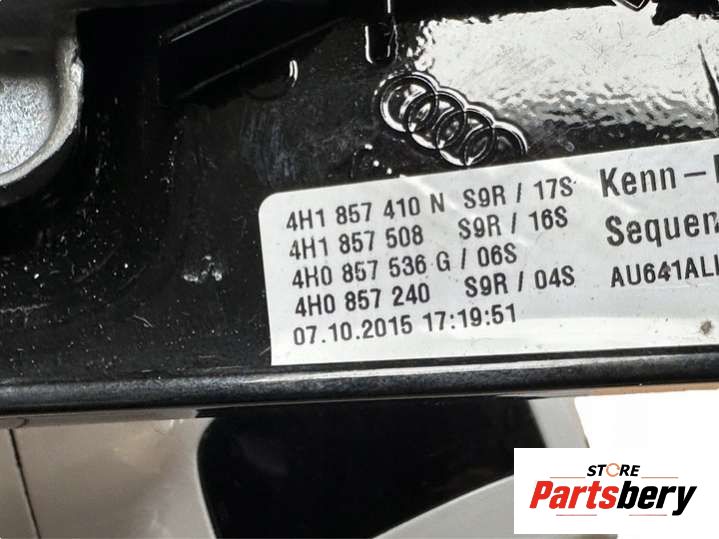 4H1 857 410 N S9R / 17S Kenn -
4H1 857 508 S9R / 16S Sequen
4H0 857 536 G / 06S
4H0 857 240 S9R / 04S AU641AL
07.10.2015 17:19:51
STORE
Partsbery